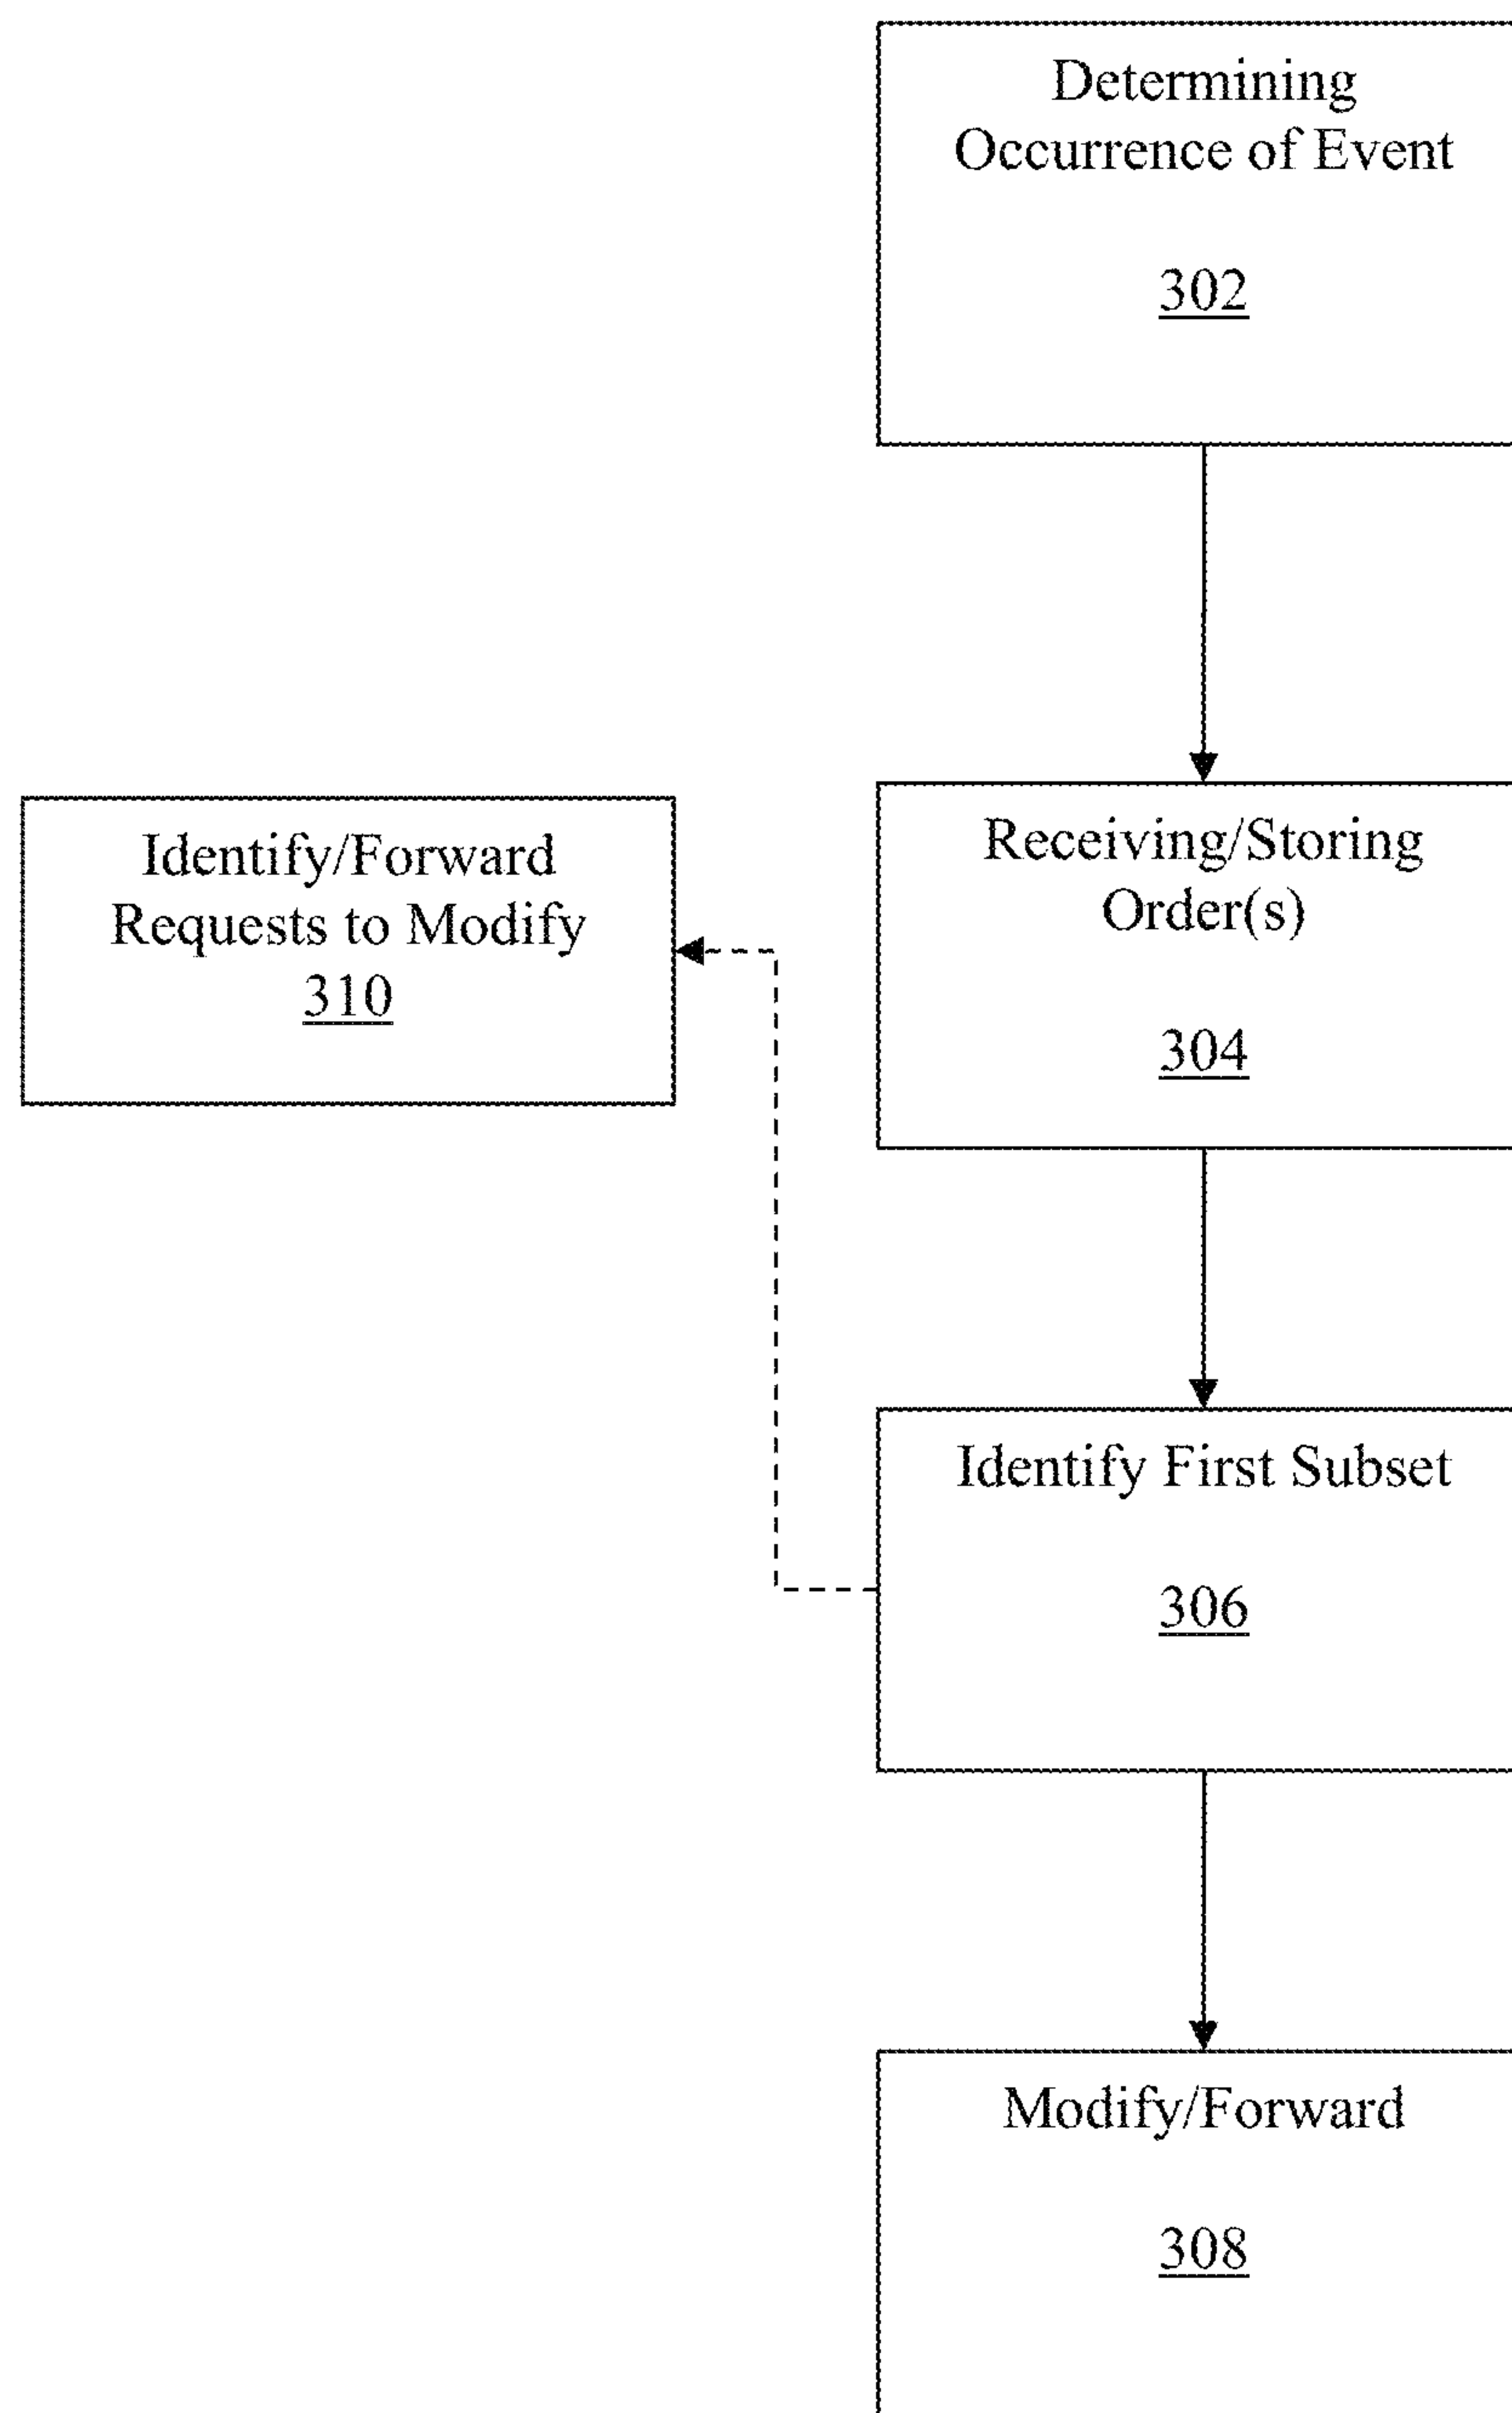 Determining
Occurrence of Event
302
Identify/Forward
Requests to Modify
310
Receiving/Storing
Order(s)
304
Identify First Subset
306
Modify/Forward
308